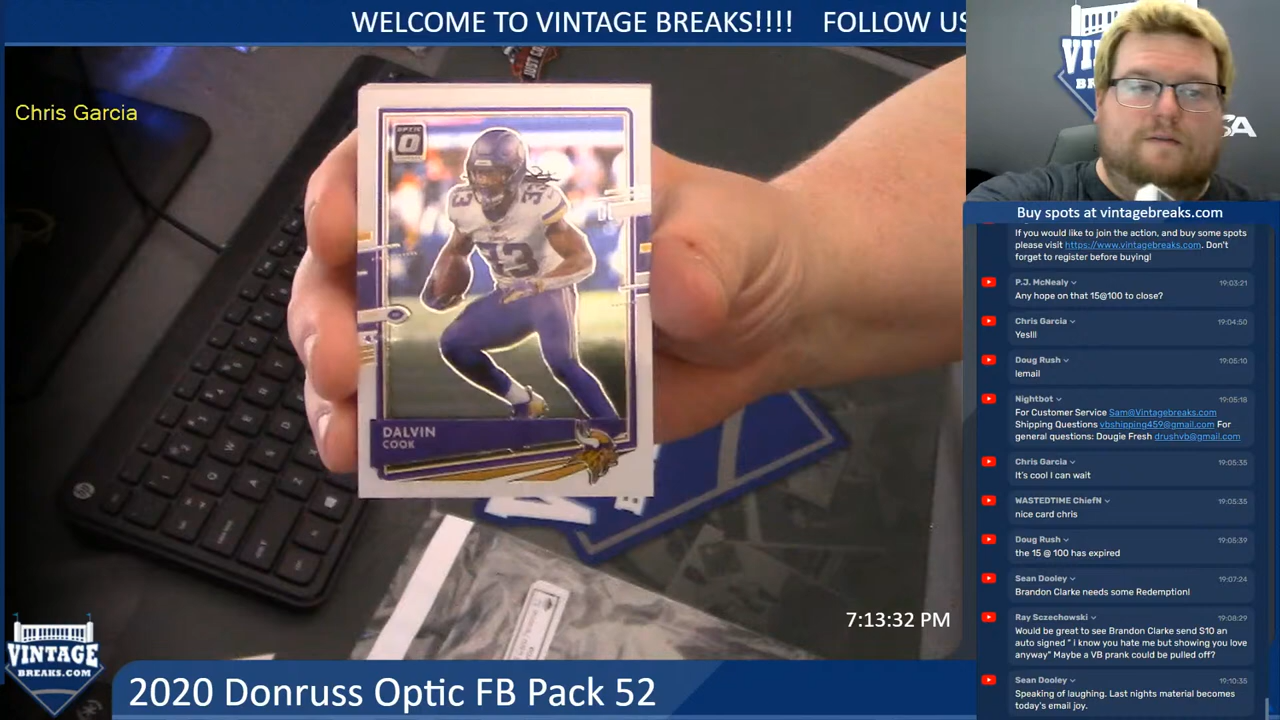 WELCOME TO VINTAGE BREAKS!!!! FOLLOW US
Chris Garcia
OPTIC
33
33
DALVIN
COOK
7:13:32 PM
VINTAGE
BREAKS.COM
2020 Donruss Optic FB Pack 52
Buy spots at vintagebreaks.com
If you would like to join the action, and buy some spots
please visit https://www.vintagebreaks.com. Don't
forget to register before buying!
P.J. McNealy 19:03:21
Any hope on that 15@100 to close?
Chris Garcia 19:04:50
Yeslll
Doug Rush 19:05:10
lemail
Nightbot 19:05:18
For Customer Service Sam@Vintagebreaks.com
Shipping Questions vbshipping459@gmail.com For
general questions: Dougie Fresh drushvb@gmail.com
Chris Garcia 19:05:35
It's cool I can wait
WASTEDTIME ChiefN 19:05:35
nice card chris
Doug Rush 19:05:39
the 15 @ 100 has expired
Sean Dooley 19:07:24
Brandon Clarke needs some Redemption!
Ray Sczechowski 19:08:29
Would be great to see Brandon Clarke send S10 an
auto signed " i know you hate me but showing you love
anyway" Maybe a VB prank could be pulled off?
Sean Dooley 19:10:35
Speaking of laughing. Last nights material becomes
today's email joy.